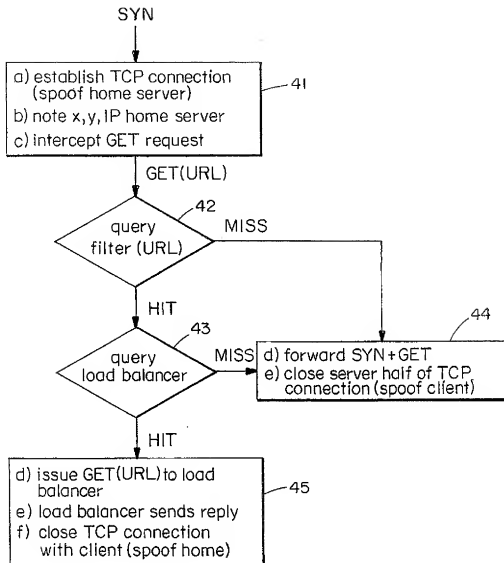 SYN
a) establish TCP connection
(spoof home server)
b) note x,y,IP home server
c) intercept GET request
41
GET(URL)
42
query
filter (URL)
MISS
HIT
43
query
load balancer
MISS
44
d) forward SYN+GET
e) close server half of TCP
connection (spoof client)
HIT
d) issue GET(URL) to load
balancer
e) load balancer sends reply
f) close TCP connection
with client (spoof home)
45